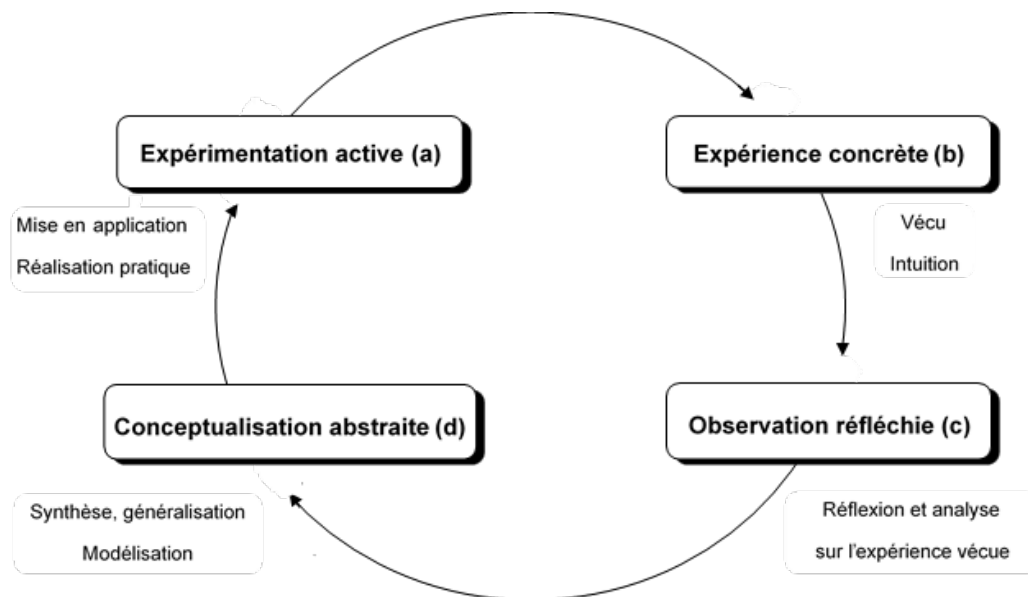 Expérimentation active (a)
Expérience concrète (b)
Mise en application
Réalisation pratique
Vécu
Intuition
Conceptualisation abstraite (d)
Observation réfléchie (c)
Synthèse, généralisation
Modélisation
Réflexion et analyse
sur l'expérience vécue